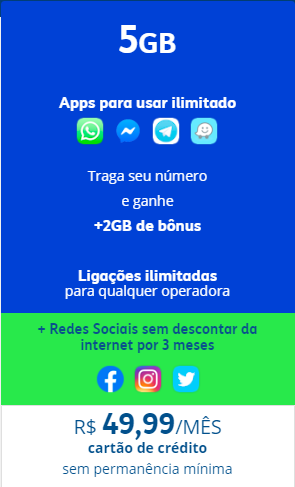 5GB
Apps para usar ilimitado
Traga seu número
e ganhe
+2GB de bônus
Ligações ilimitadas
para qualquer operadora
+ Redes Sociais sem descontar da
internet por 3 meses
R$ 49,99/MÊS
cartão de crédito
sem permanência mínima